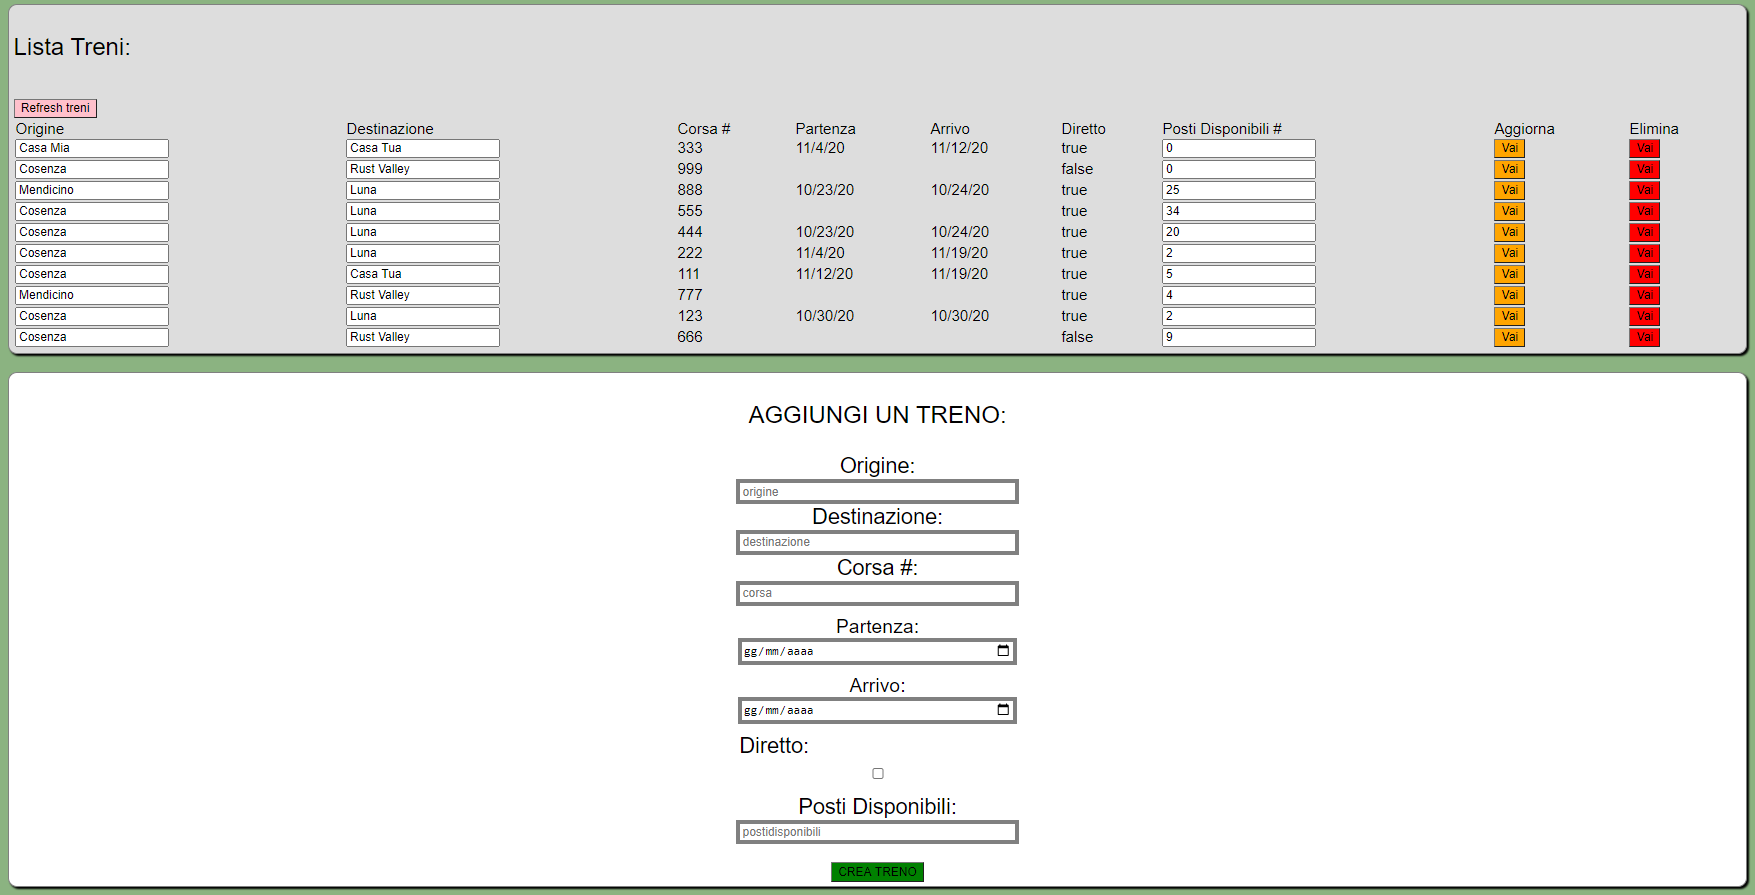 Lista Treni:
Refresh treni
Origine Destinazione Corsa # Partenza Arrivo Diretto Posti Disponibili # Aggiorna Elimina
Casa Mia Casa Tua 333 11/4/20 11/12/20 true 0 Vai Vai
Cosenza Rust Valley 999 false 0 Vai Vai
Mendicino Luna 888 10/23/20 10/24/20 true 25 Vai Vai
Cosenza Luna 555 true 34 Vai Vai
Cosenza Luna 444 10/23/20 10/24/20 true 20 Vai Vai
Cosenza Luna 222 11/4/20 11/19/20 true 2 Vai Vai
Cosenza Casa Tua 111 11/12/20 11/19/20 true 5 Vai Vai
Mendicino Rust Valley 777 true 4 Vai Vai
Cosenza Luna 123 10/30/20 10/30/20 true 2 Vai Vai
Cosenza Rust Valley 666 false 9 Vai Vai
AGGIUNGI UN TRENO:
Origine:
origine
Destinazione:
destinazione
Corsa #:
corsa
Partenza:
gg/mm/aaaa
Arrivo:
gg/mm/aaaa
Diretto:
Posti Disponibili:
postidisponibili
CREA TRENO